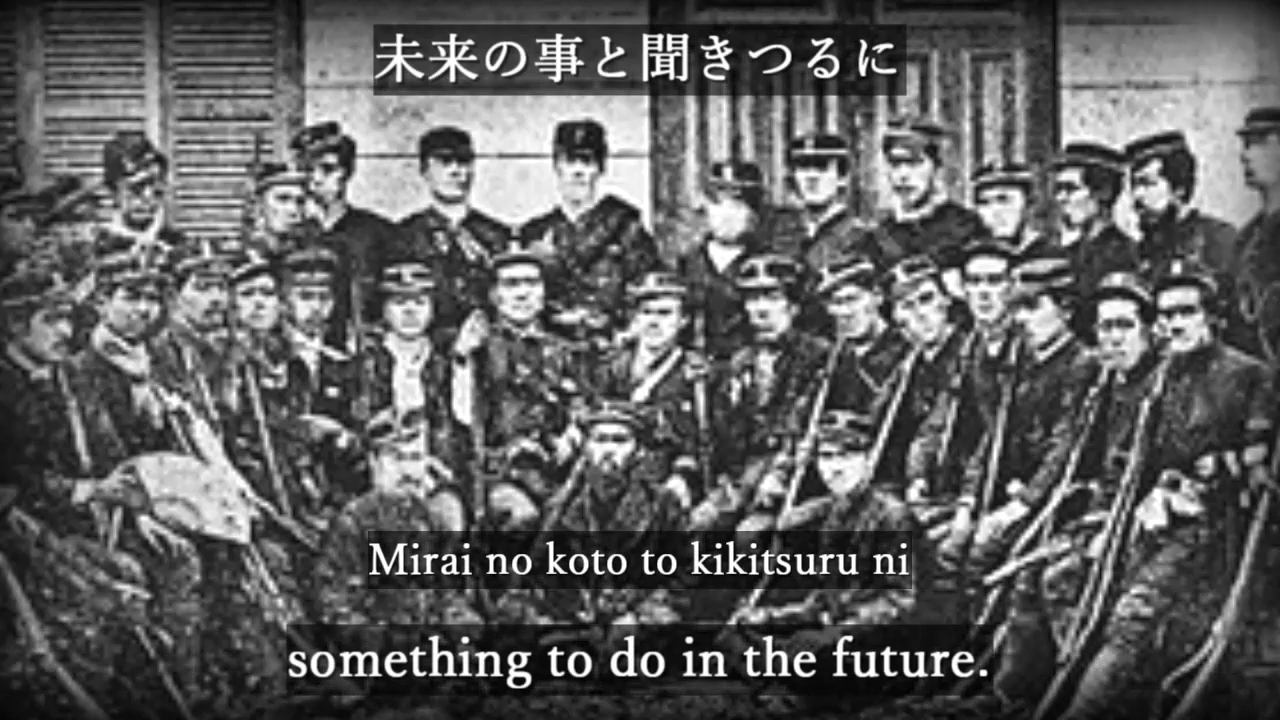 未来の事と聞きつるに
Mirai no koto to kikitsuru ni
something to do in the future.